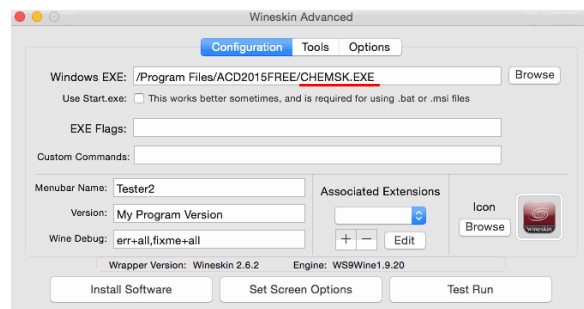 Wineskin Advanced
Configuration Tools Options
Windows EXE: /Program Files/ACD2015FREE/CHEMSK.EXE Browse
Use Start.exe: This works better sometimes, and is required for using .bat or .msi files
EXE Flags:
Custom Commands:
Menubar Name: Tester2
Associated Extensions
Version: My Program Version
Icon
Browse
Wineskin
Wine Debug: err+all,fixme+all
+ − Edit
Wrapper Version: Wineskin 2.6.2 Engine: WS9Wine1.9.20
Install Software Set Screen Options Test Run